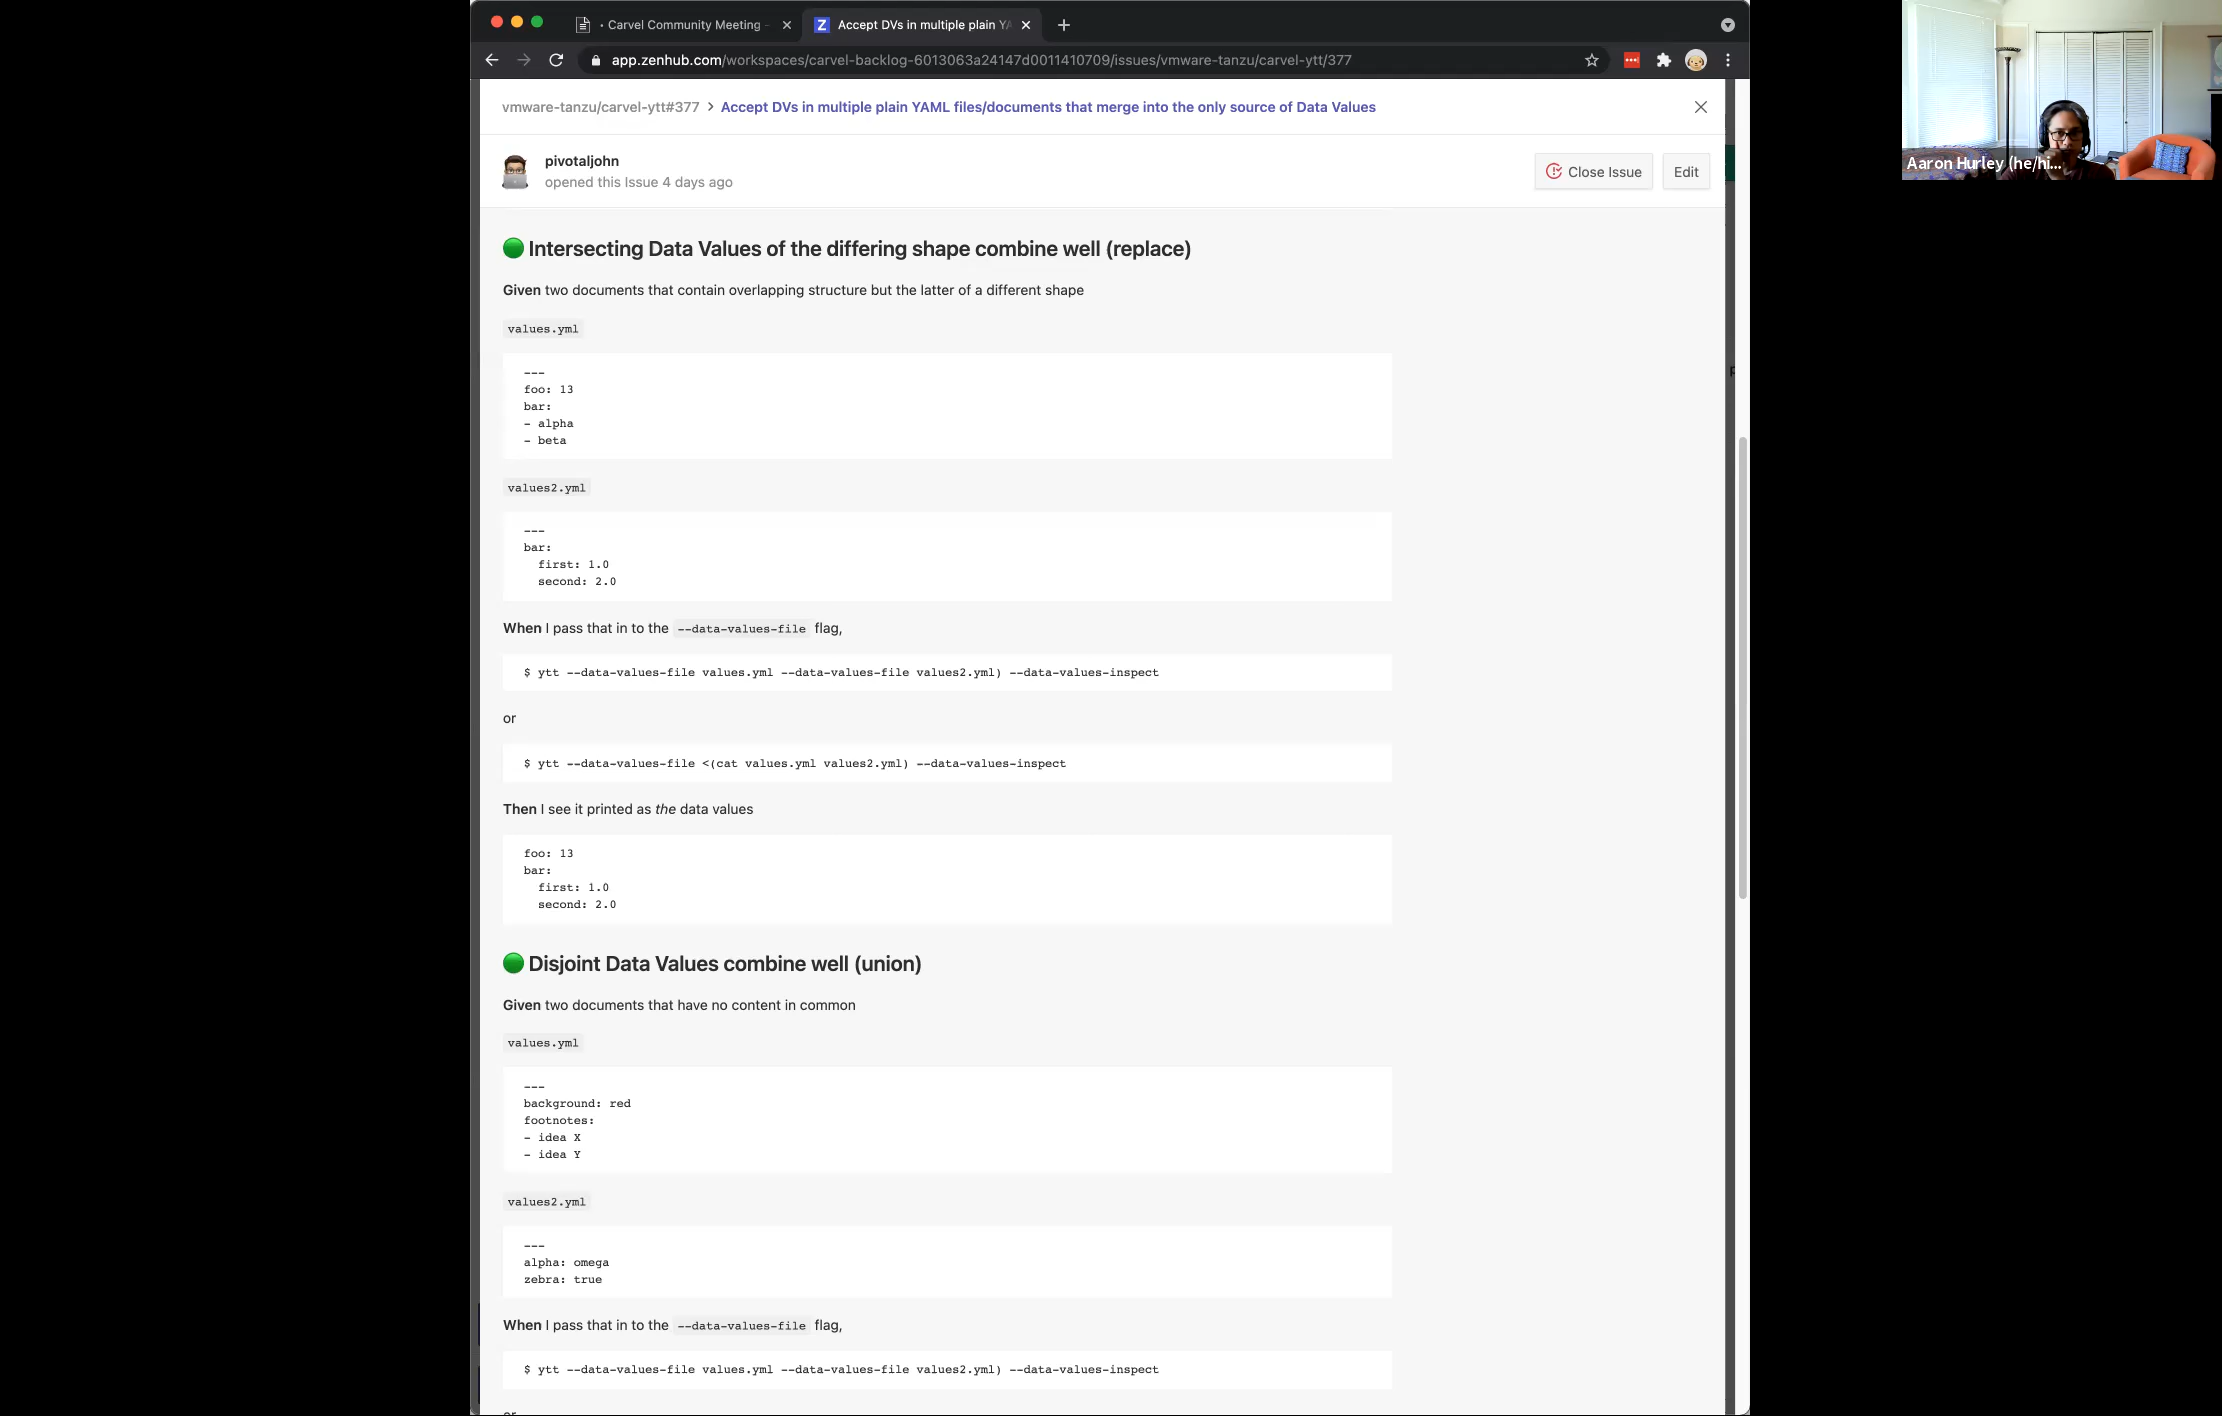 · Carvel Community Meeting -
Accept DVs in multiple plain YA
app.zenhub.com/workspaces/carvel-backlog-6013063a24147d0011410709/issues/vmware-tanzu/carvel-ytt/377
vmware-tanzu/carvel-ytt#377 > Accept DVs in multiple plain YAML files/documents that merge into the only source of Data Values
pivotaljohn
opened this Issue 4 days ago
Close Issue
Edit
Aaron Hurley (he/hi...
Intersecting Data Values of the differing shape combine well (replace)
Given two documents that contain overlapping structure but the latter of a different shape
values.yml
---
foo: 13
bar:
- alpha
- beta
values2.yml
---
bar:
  first: 1.0
  second: 2.0
When I pass that in to the --data-values-file flag,
$ ytt --data-values-file values.yml --data-values-file values2.yml) --data-values-inspect
or
$ ytt --data-values-file <(cat values.yml values2.yml) --data-values-inspect
Then I see it printed as the data values
foo: 13
bar:
  first: 1.0
  second: 2.0
Disjoint Data Values combine well (union)
Given two documents that have no content in common
values.yml
---
background: red
footnotes:
- idea X
- idea Y
values2.yml
---
alpha: omega
zebra: true
When I pass that in to the --data-values-file flag,
$ ytt --data-values-file values.yml --data-values-file values2.yml) --data-values-inspect
or